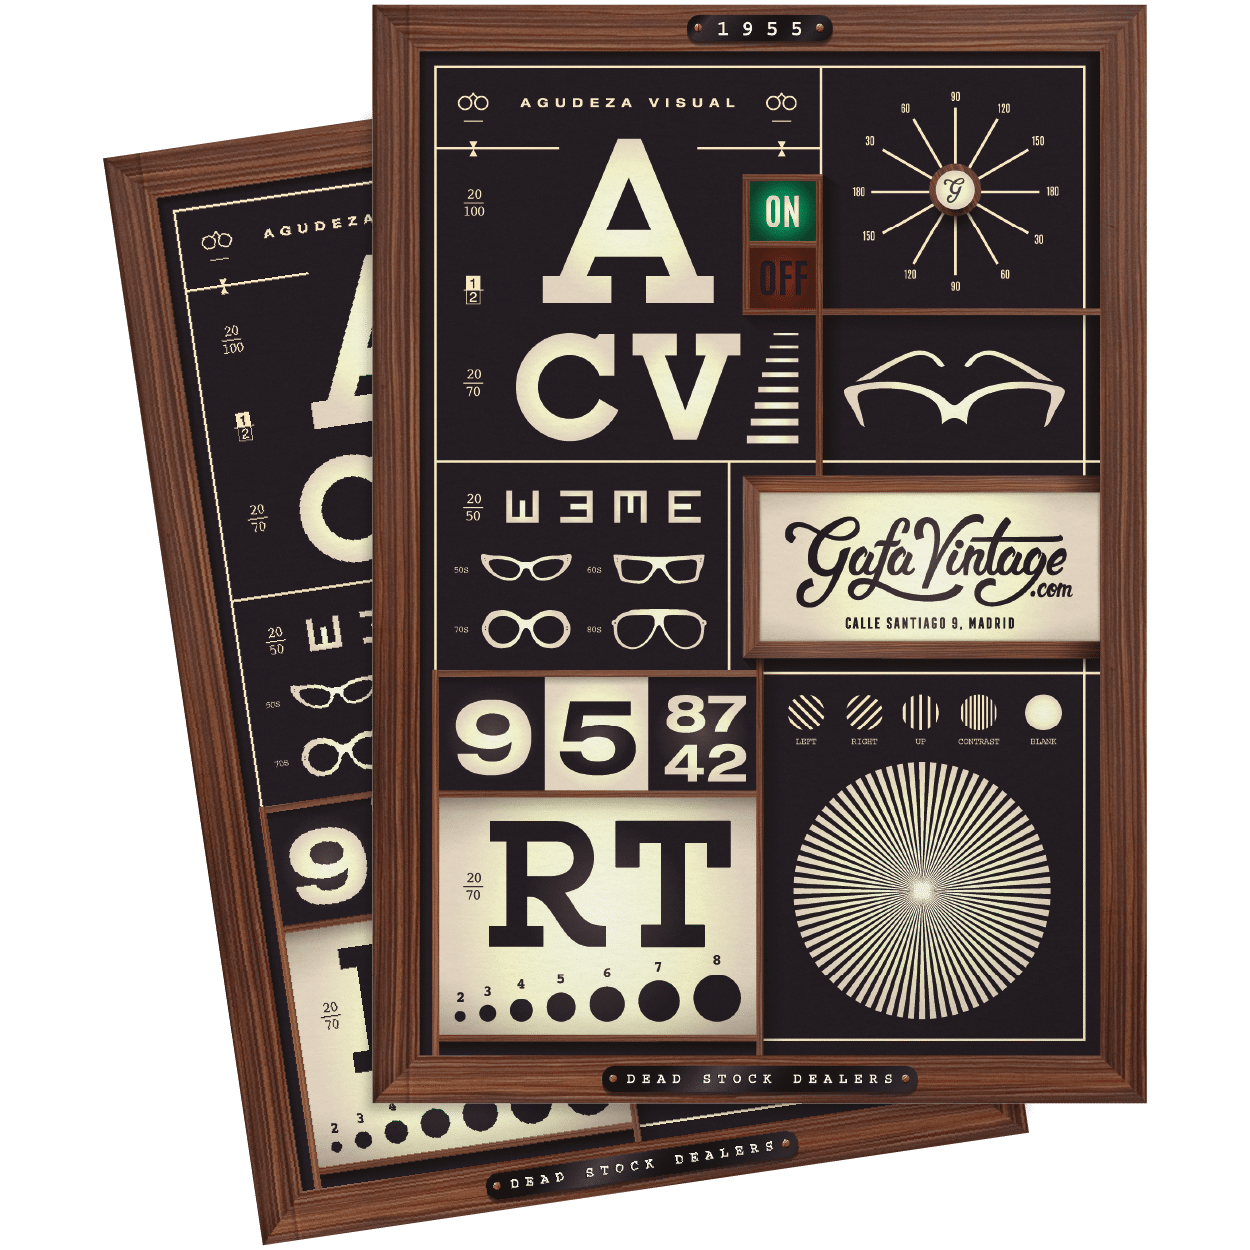 1955
AGUDEZA VISUAL
20
100
A
ON
OFF
1
2
20
70
CV
90
60 120
30 150
180 G 180
150 30
120 60
90
20
50
E E E E
50S 60S
70S 80S
Gafa Vintage
.com
CALLE SANTIAGO 9, MADRID
9 5 87
42
LEFT RIGHT UP CONTRAST BLANK
RT
20
70
2 3 4 5 6 7 8
DEAD STOCK DEALERS
AGUDEZA
20
100
1
2
20
70
20
50
50S
70S
9
20
70
2 3 4
DEAD STOCK DEALERS